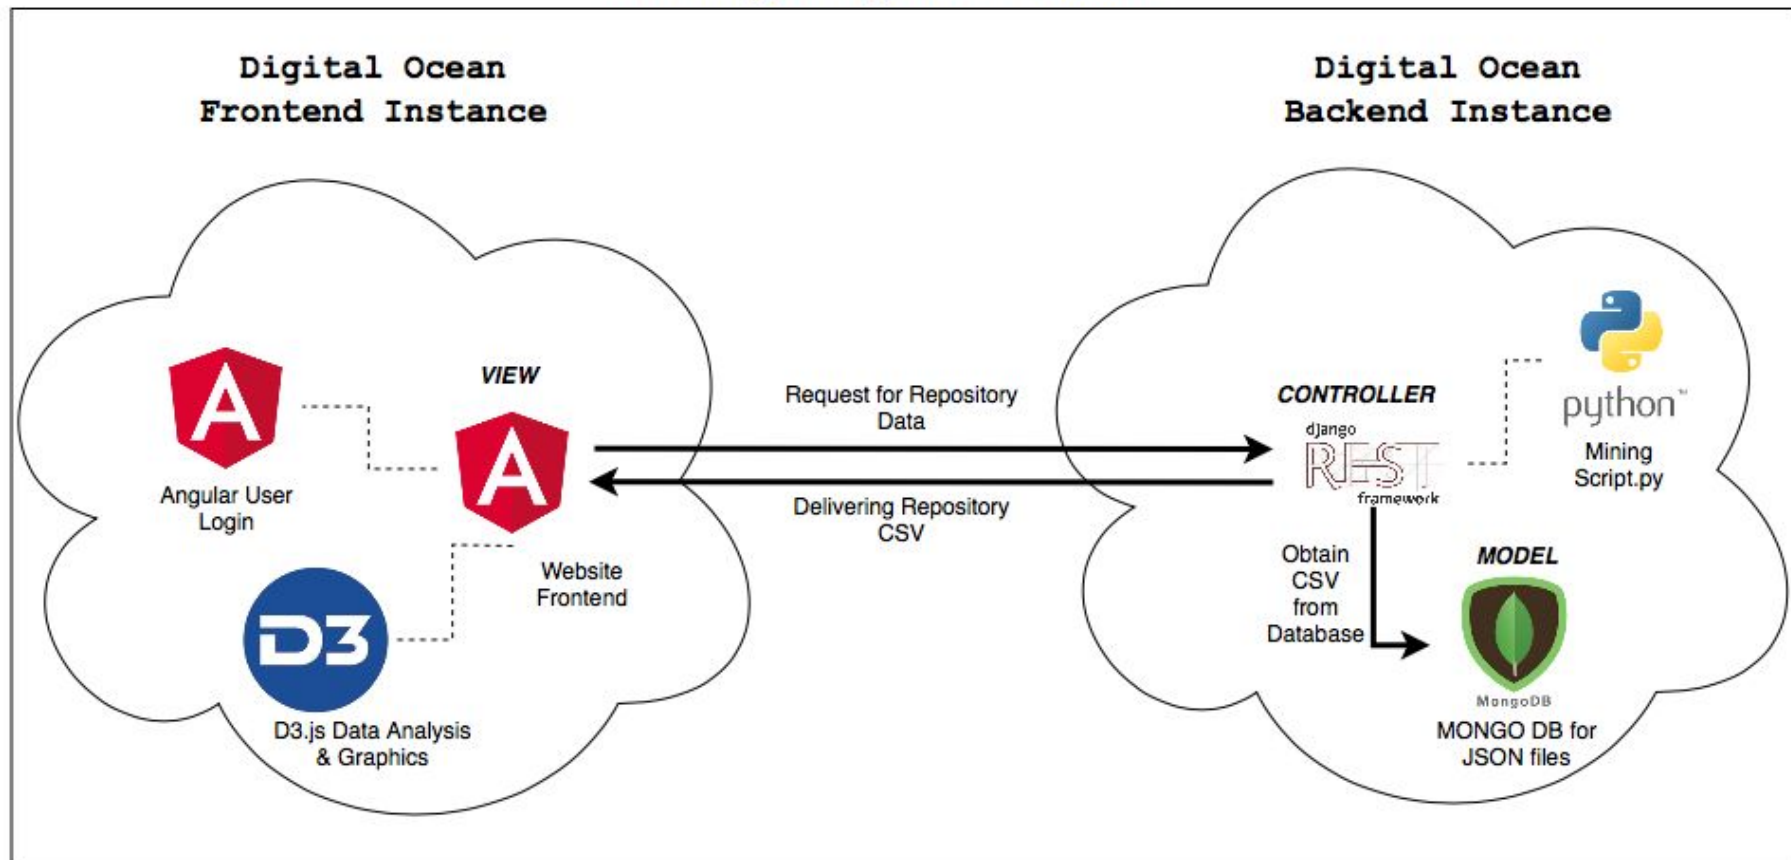 Digital Ocean
Frontend Instance
Digital Ocean
Backend Instance
VIEW
Angular User
Login
Website
Frontend
D3
D3.js Data Analysis
& Graphics
Request for Repository
Data
Delivering Repository
CSV
CONTROLLER
django
REST
framework
python™
Mining
Script.py
Obtain
CSV
from
Database
MODEL
MongoDB
MONGO DB for
JSON files